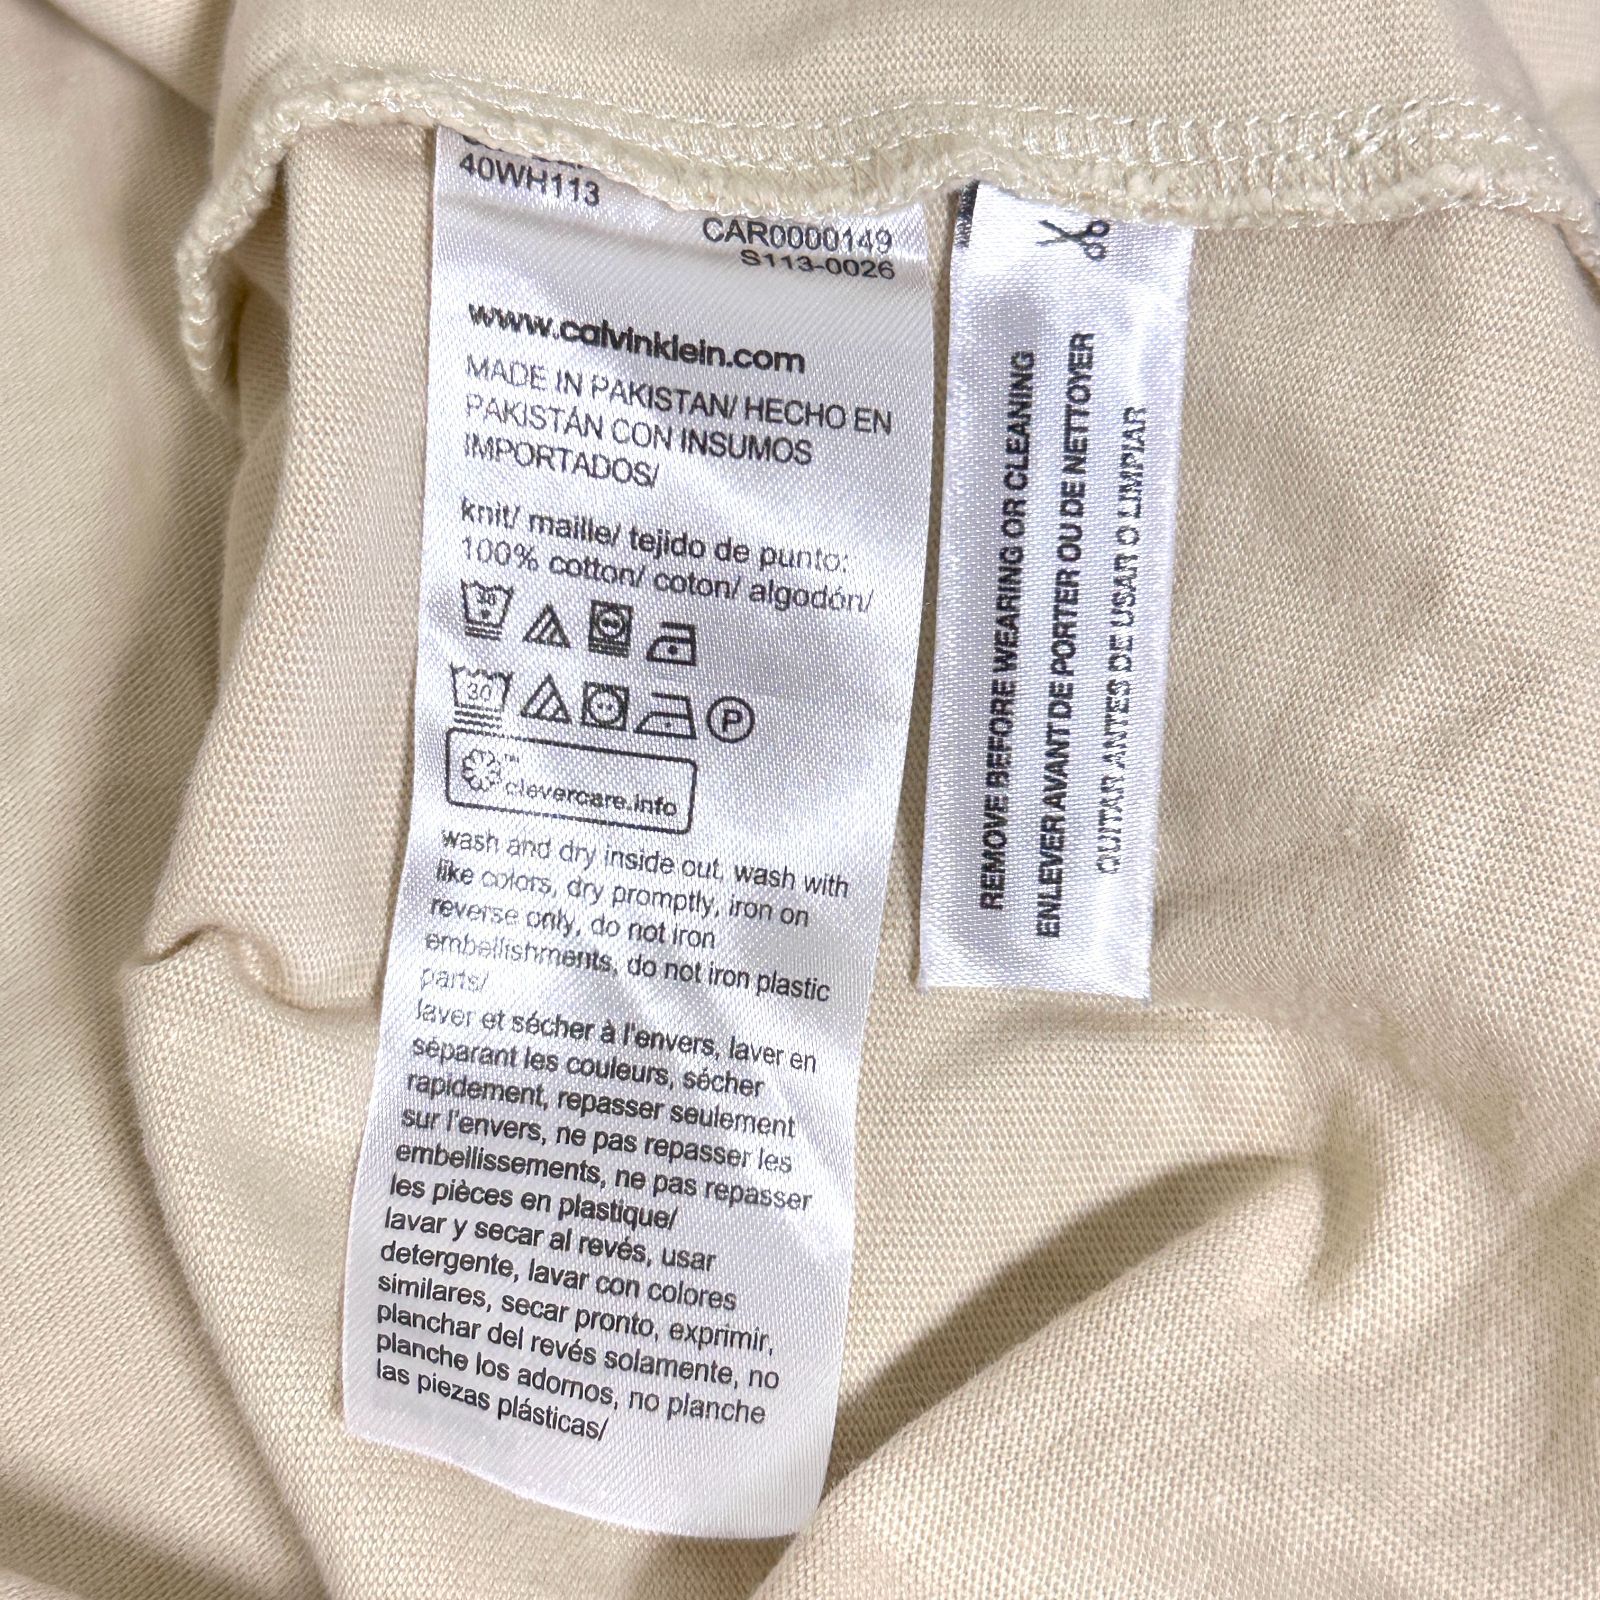 40WH113
CAR0000149
S113-0026
www.calvinklein.com
MADE IN PAKISTAN/ HECHO EN
PAKISTÁN CON INSUMOS
IMPORTADOS/
knit/ maille/ tejido de punto:
100% cotton/ coton/ algodón/
30
30
P
™
clevercare.info
wash and dry inside out, wash with
like colors, dry promptly, iron on
reverse only, do not iron
embellishments, do not iron plastic
parts/
laver et sécher à l'envers, laver en
séparant les couleurs, sécher
rapidement, repasser seulement
sur l'envers, ne pas repasser les
embellissements, ne pas repasser
les pièces en plastique/
lavar y secar al revés, usar
detergente, lavar con colores
similares, secar pronto, exprimir,
planchar del revés solamente, no
planche los adornos, no planche
las piezas plásticas/
REMOVE BEFORE WEARING OR CLEANING
ENLEVER AVANT DE PORTER OU DE NETTOYER
QUITAR ANTES DE USAR O LIMPIAR